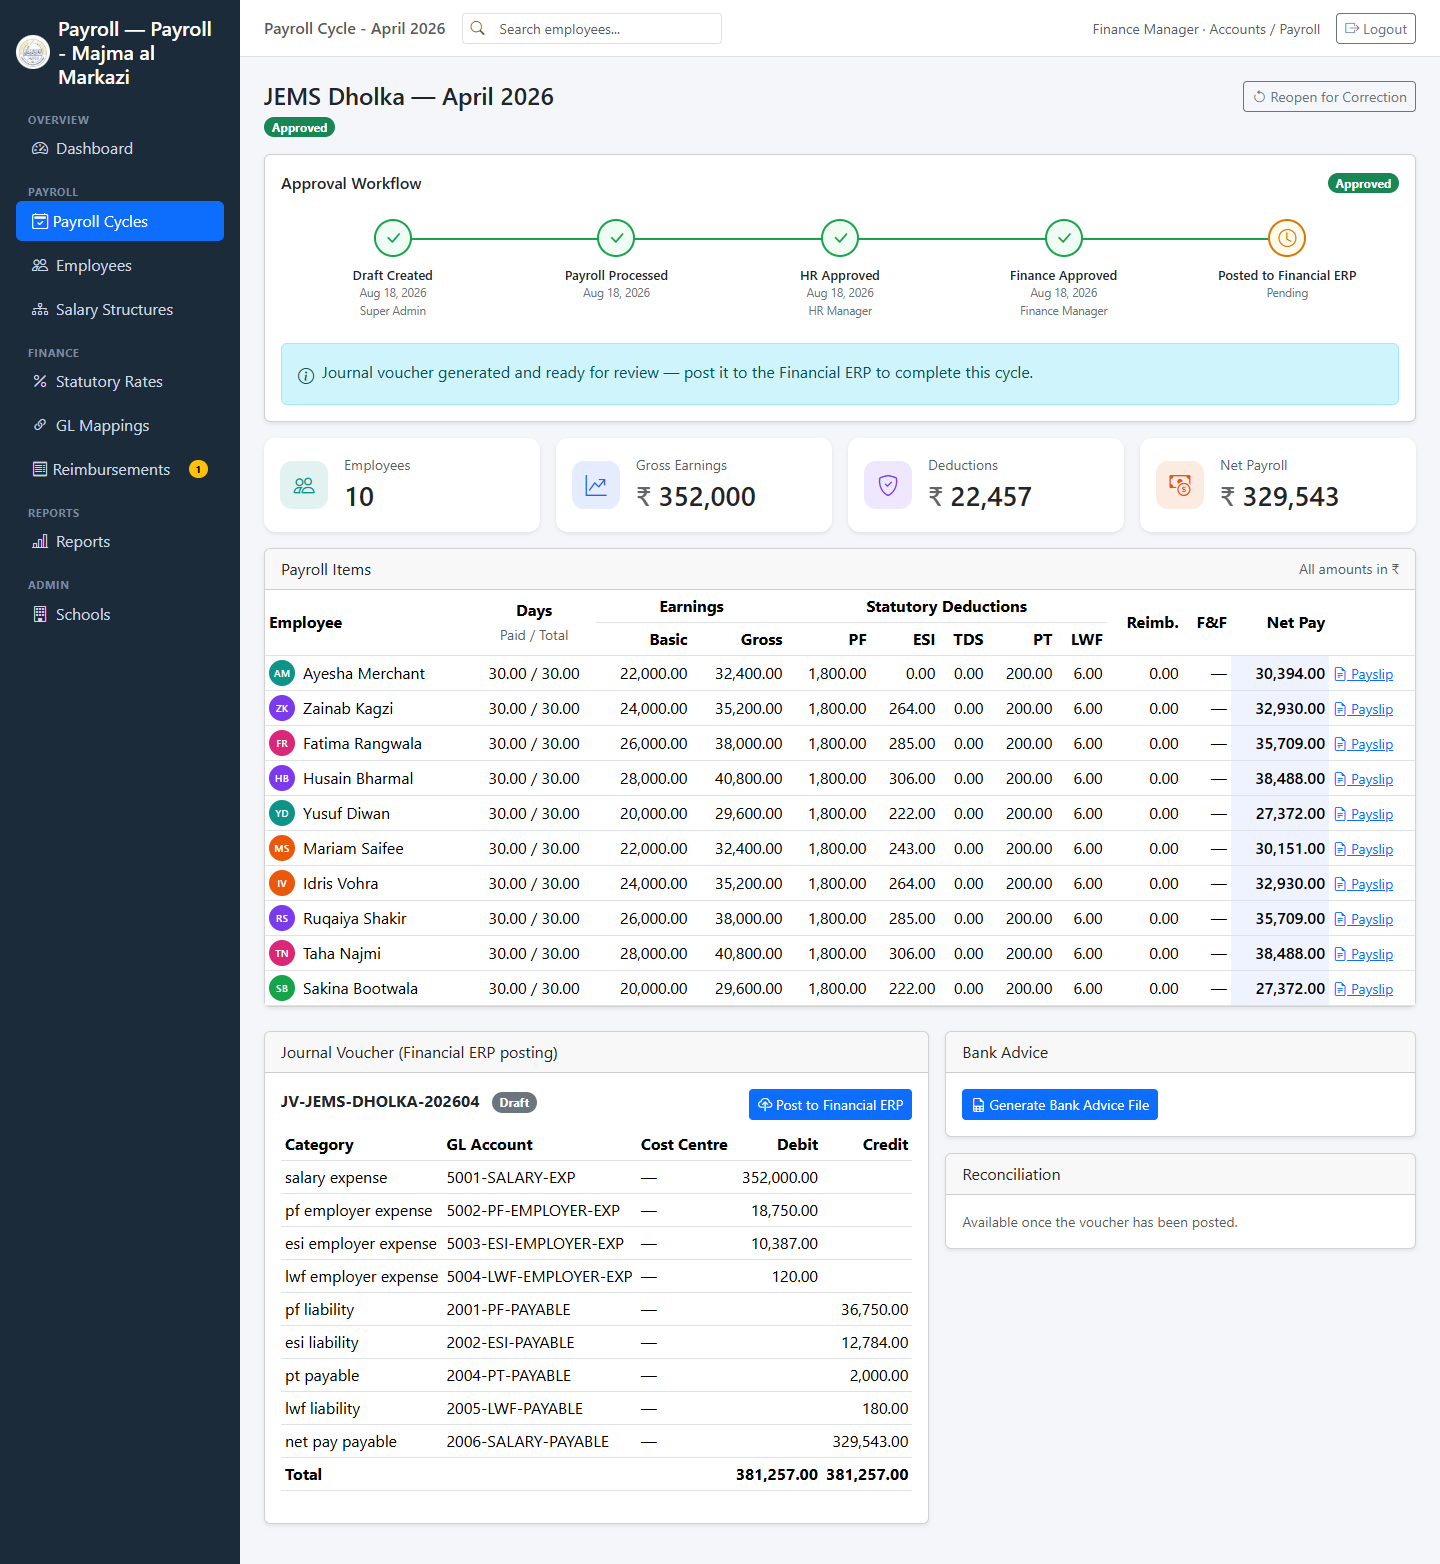 Payroll — Payroll
- Majma al
Markazi
OVERVIEW
Dashboard
PAYROLL
Payroll Cycles
Employees
Salary Structures
FINANCE
Statutory Rates
GL Mappings
Reimbursements 1
REPORTS
Reports
ADMIN
Schools
Payroll Cycle - April 2026 Search employees... Finance Manager · Accounts / Payroll Logout
JEMS Dholka — April 2026 Reopen for Correction
Approved
Approval Workflow Approved
Draft Created Payroll Processed HR Approved Finance Approved Posted to Financial ERP
Aug 18, 2026 Aug 18, 2026 Aug 18, 2026 Aug 18, 2026 Pending
Super Admin HR Manager Finance Manager
Journal voucher generated and ready for review — post it to the Financial ERP to complete this cycle.
Employees Gross Earnings Deductions Net Payroll
10 ₹ 352,000 ₹ 22,457 ₹ 329,543
Payroll Items All amounts in ₹
Employee Days Earnings Statutory Deductions Reimb. F&F Net Pay
Paid / Total Basic Gross PF ESI TDS PT LWF
AM Ayesha Merchant 30.00 / 30.00 22,000.00 32,400.00 1,800.00 0.00 0.00 200.00 6.00 0.00 — 30,394.00 Payslip
ZK Zainab Kagzi 30.00 / 30.00 24,000.00 35,200.00 1,800.00 264.00 0.00 200.00 6.00 0.00 — 32,930.00 Payslip
FR Fatima Rangwala 30.00 / 30.00 26,000.00 38,000.00 1,800.00 285.00 0.00 200.00 6.00 0.00 — 35,709.00 Payslip
HB Husain Bharmal 30.00 / 30.00 28,000.00 40,800.00 1,800.00 306.00 0.00 200.00 6.00 0.00 — 38,488.00 Payslip
YD Yusuf Diwan 30.00 / 30.00 20,000.00 29,600.00 1,800.00 222.00 0.00 200.00 6.00 0.00 — 27,372.00 Payslip
MS Mariam Saifee 30.00 / 30.00 22,000.00 32,400.00 1,800.00 243.00 0.00 200.00 6.00 0.00 — 30,151.00 Payslip
IV Idris Vohra 30.00 / 30.00 24,000.00 35,200.00 1,800.00 264.00 0.00 200.00 6.00 0.00 — 32,930.00 Payslip
RS Ruqaiya Shakir 30.00 / 30.00 26,000.00 38,000.00 1,800.00 285.00 0.00 200.00 6.00 0.00 — 35,709.00 Payslip
TN Taha Najmi 30.00 / 30.00 28,000.00 40,800.00 1,800.00 306.00 0.00 200.00 6.00 0.00 — 38,488.00 Payslip
SB Sakina Bootwala 30.00 / 30.00 20,000.00 29,600.00 1,800.00 222.00 0.00 200.00 6.00 0.00 — 27,372.00 Payslip
Journal Voucher (Financial ERP posting)
JV-JEMS-DHOLKA-202604 Draft Post to Financial ERP
Category GL Account Cost Centre Debit Credit
salary expense 5001-SALARY-EXP — 352,000.00
pf employer expense 5002-PF-EMPLOYER-EXP — 18,750.00
esi employer expense 5003-ESI-EMPLOYER-EXP — 10,387.00
lwf employer expense 5004-LWF-EMPLOYER-EXP — 120.00
pf liability 2001-PF-PAYABLE — 36,750.00
esi liability 2002-ESI-PAYABLE — 12,784.00
pt payable 2004-PT-PAYABLE — 2,000.00
lwf liability 2005-LWF-PAYABLE — 180.00
net pay payable 2006-SALARY-PAYABLE — 329,543.00
Total 381,257.00 381,257.00
Bank Advice
Generate Bank Advice File
Reconciliation
Available once the voucher has been posted.